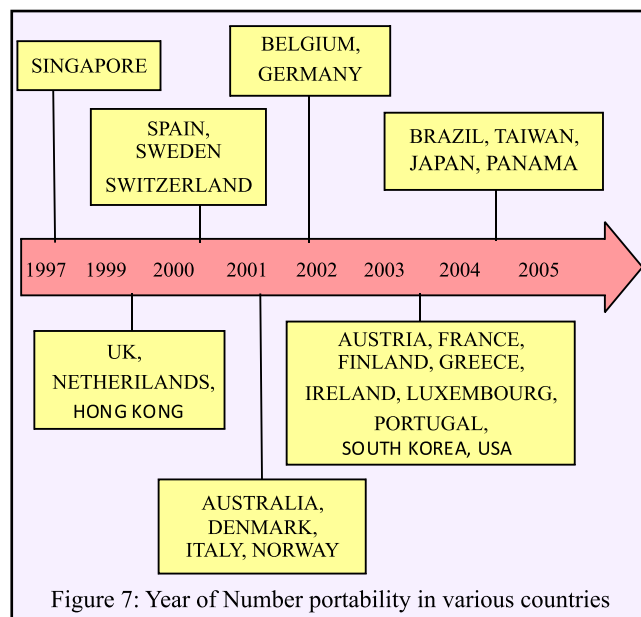 SINGAPORE
BELGIUM,
GERMANY
SPAIN,
SWEDEN
SWITZERLAND
BRAZIL, TAIWAN,
JAPAN, PANAMA
1997 1999 2000 2001 2002 2003 2004 2005
UK,
NETHERILANDS,
HONG KONG
AUSTRIA, FRANCE,
FINLAND, GREECE,
IRELAND, LUXEMBOURG,
PORTUGAL,
SOUTH KOREA, USA
AUSTRALIA,
DENMARK,
ITALY, NORWAY
Figure 7: Year of Number portability in various countries